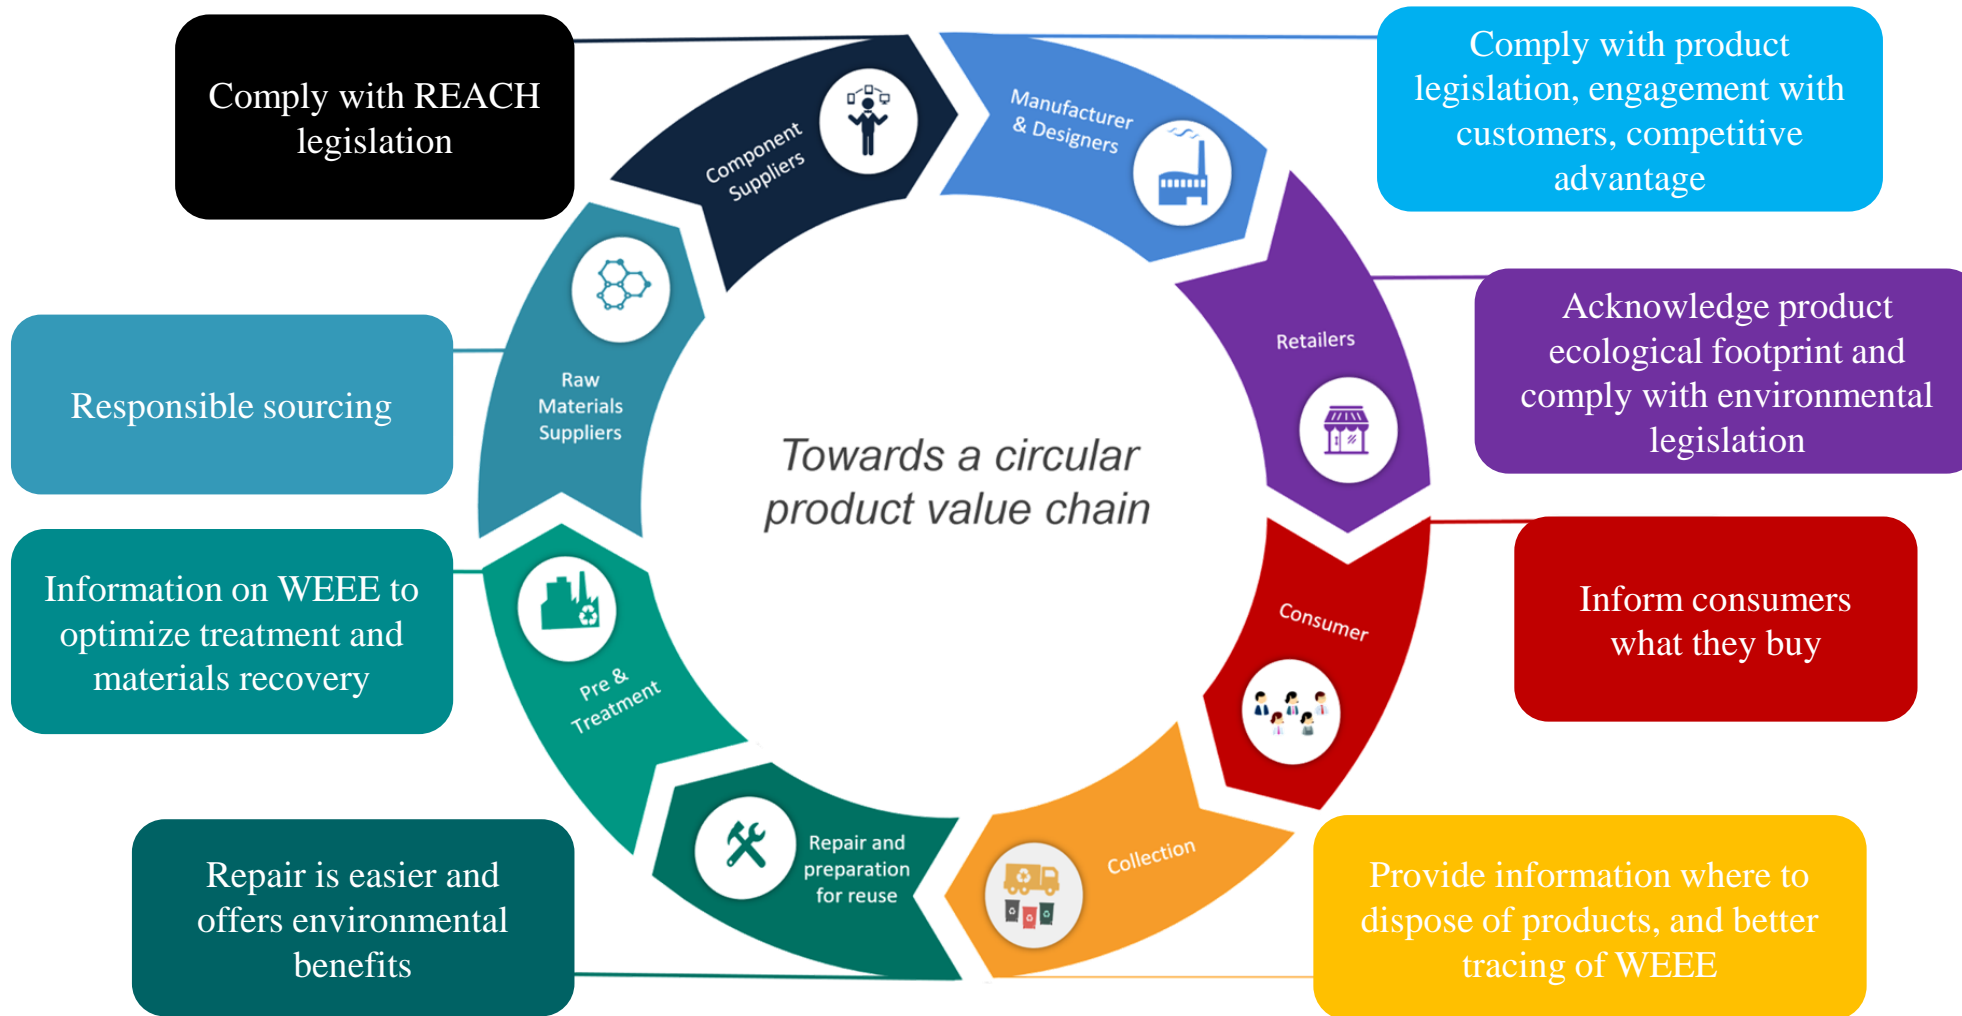 Comply with REACH
legislation
Comply with product
legislation, engagement with
customers, competitive
advantage
Component
Suppliers
Manufacturer
& Designers
Responsible sourcing
Raw
Materials
Suppliers
Retailers
Acknowledge product
ecological footprint and
comply with environmental
legislation
Towards a circular
product value chain
Information on WEEE to
optimize treatment and
materials recovery
Pre &
Treatment
Consumer
Inform consumers
what they buy
Repair is easier and
offers environmental
benefits
Repair and
preparation
for reuse
Collection
Provide information where to
dispose of products, and better
tracing of WEEE